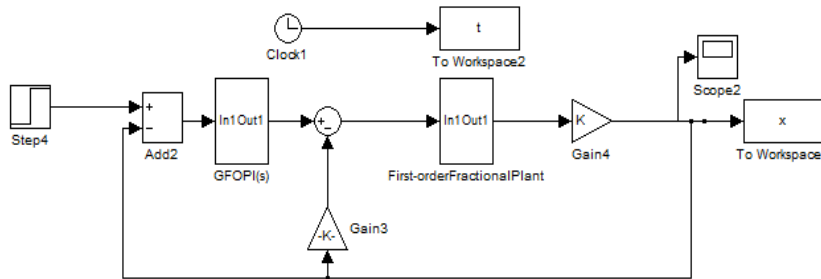 Clock1
t
To Workspace2
Scope2
Step4
+
−
Add2
In1Out1
GFOPI(s)
+
−
In1Out1
First-orderFractionalPlant
K
Gain4
x
To Workspace
-K-
Gain3